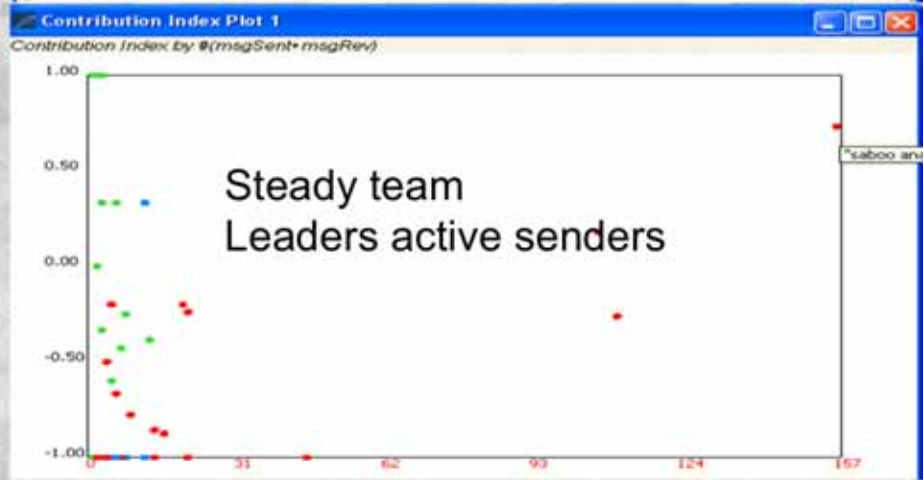 Contribution Index Plot 1
Contribution Index by #(msgSent+msgRev)
1.00
0.50
"saboo ana
Steady team
Leaders active senders
0.00
-0.50
-1.00
0 31 62 93 124 157